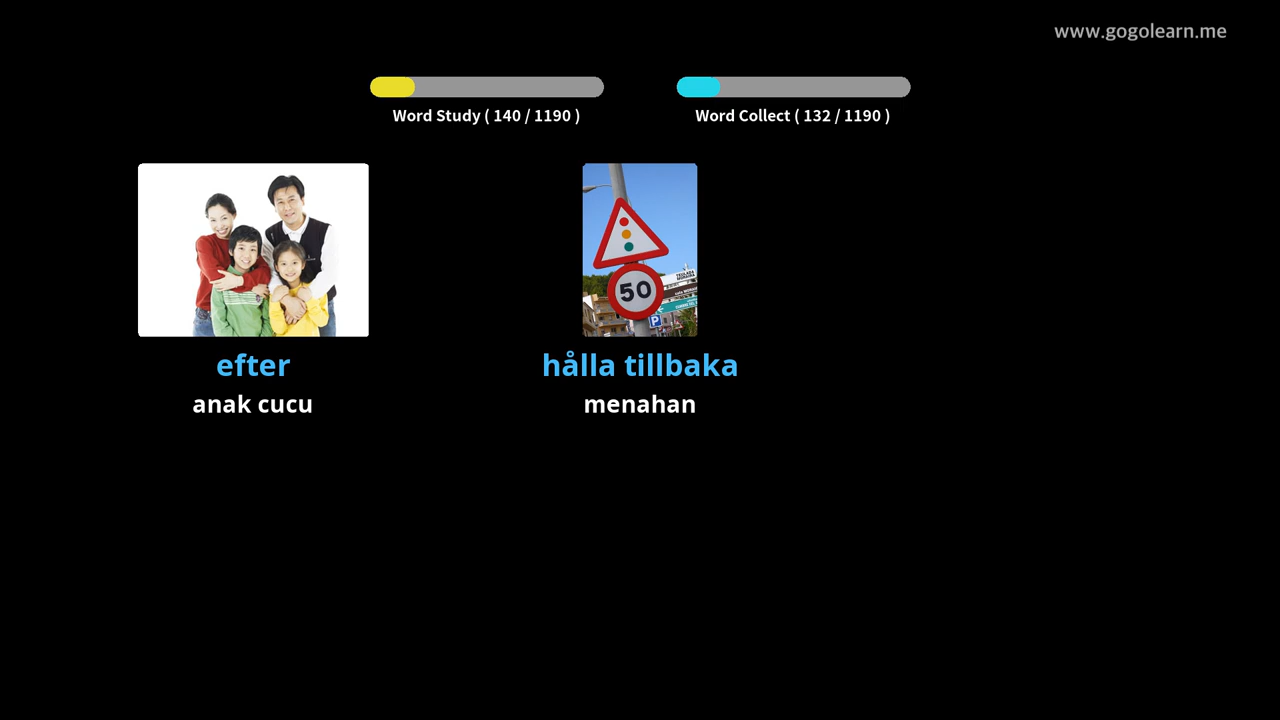 www.gogolearn.me
Word Study ( 140 / 1190 )
Word Collect ( 132 / 1190 )
50
P
efter
hålla tillbaka
anak cucu
menahan